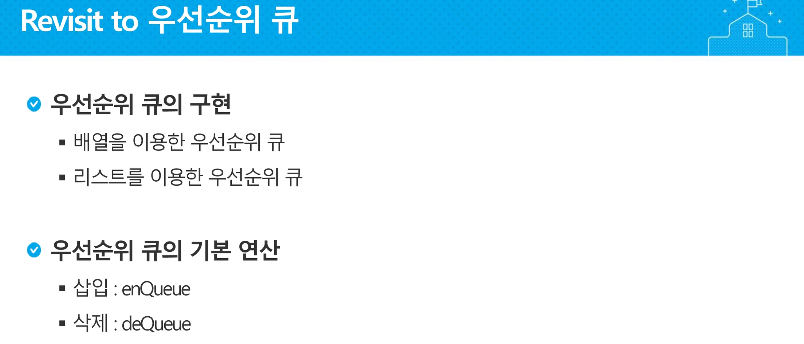 Revisit to 우선순위 큐
우선순위 큐의 구현
배열을 이용한 우선순위 큐
리스트를 이용한 우선순위 큐
우선순위 큐의 기본 연산
삽입 : enQueue
삭제 : deQueue